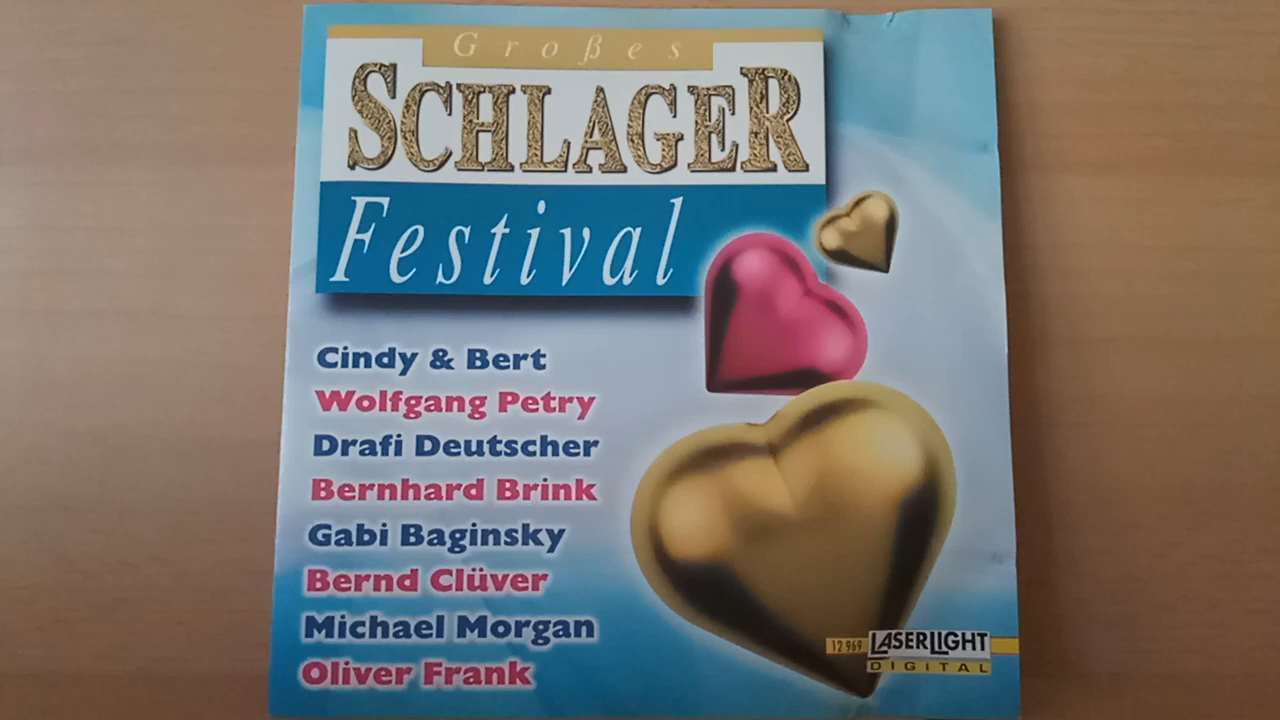 Großes
SCHLAGER
Festival
Cindy & Bert
Wolfgang Petry
Drafi Deutscher
Bernhard Brink
Gabi Baginsky
Bernd Clüver
Michael Morgan
Oliver Frank
12 969 LASERLIGHT
DIGITAL